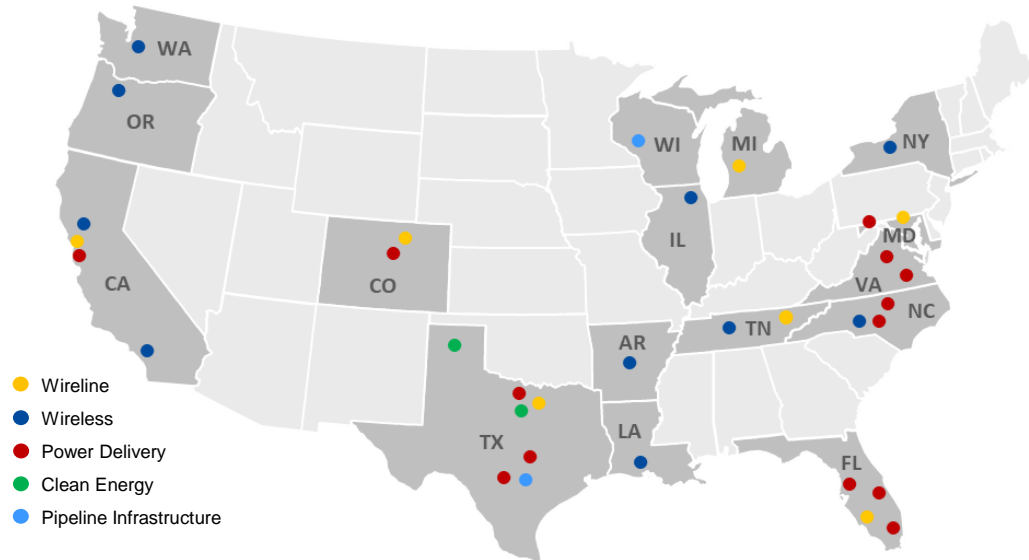 WA
OR
WI
MI
NY
IL
MD
CA
CO
VA
NC
TN
AR
TX
LA
FL
Wireline
Wireless
Power Delivery
Clean Energy
Pipeline Infrastructure